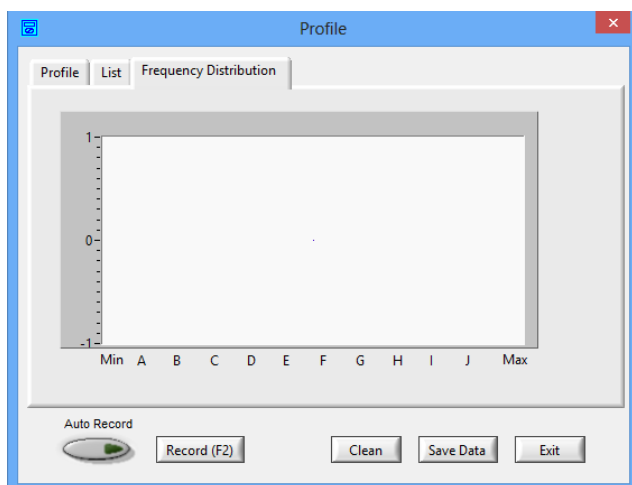 Profile
Profile List Frequency Distribution
1
0
-1
Min A B C D E F G H I J Max
Auto Record
Record (F2) Clean Save Data Exit